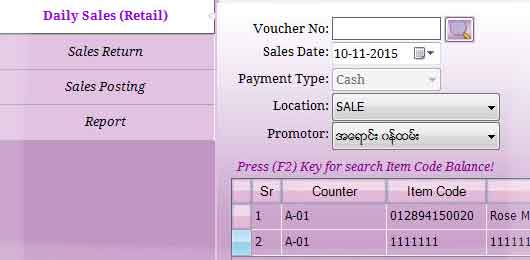 Daily Sales (Retail)
Sales Return
Sales Posting
Report
Voucher No:
Sales Date: 10-11-2015
Payment Type: Cash
Location: SALE
Promotor: အရောင်း ၀န်ထမ်း
Press (F2) Key for search Item Code Balance!
Sr Counter Item Code
1 A-01 012894150020 Rose M
2 A-01 1111111 111111